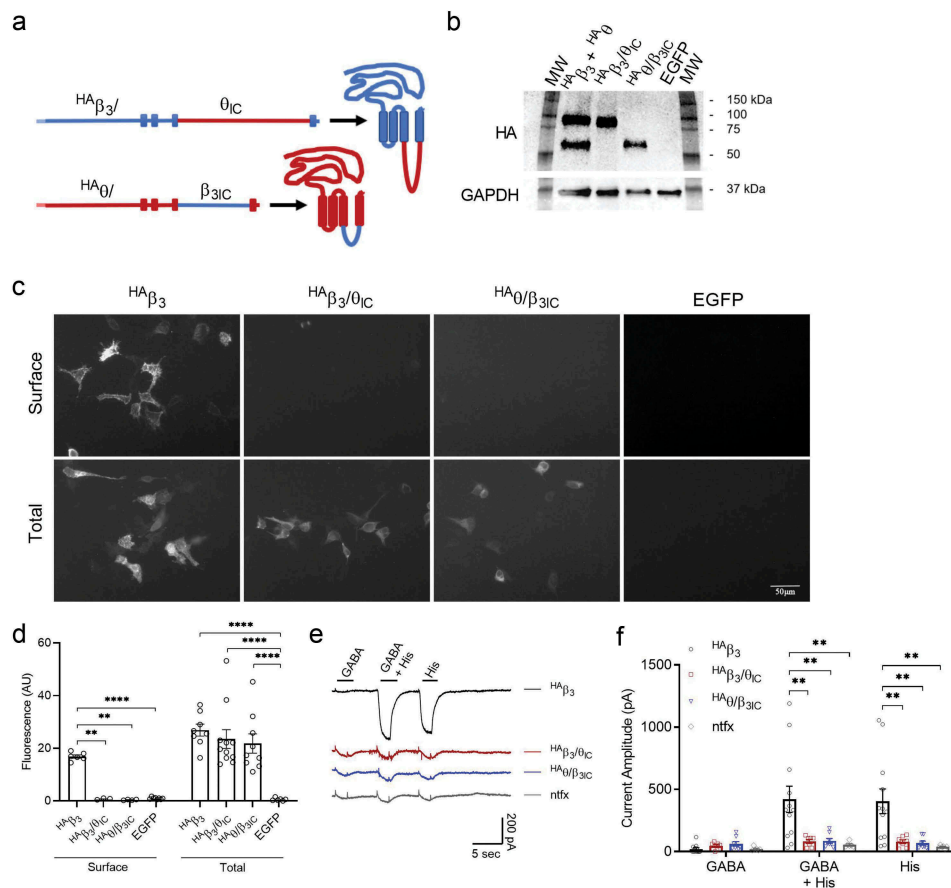 a
HAβ3/
θIC
HAθ/
β3IC
b
MW
HAβ3 + HAθ
HAβ3/θIC
HAθ/β3IC
EGFP
MW
HA
- 150 kDa
- 100
- 75
- 50
GAPDH
- 37 kDa
c
HAβ3
HAβ3/θIC
HAθ/β3IC
EGFP
Surface
Total
50µm
d
Fluorescence (AU)
60
40
20
0
****
**
**
****
****
****
HAβ3
HAβ3/θIC
HAθ/β3IC
EGFP
HAβ3
HAβ3/θIC
HAθ/β3IC
EGFP
Surface
Total
e
GABA
GABA + His
His
HAβ3
HAβ3/θIC
HAθ/β3IC
ntfx
200 pA
5 sec
f
HAβ3
HAβ3/θIC
HAθ/β3IC
ntfx
Current Amplitude (pA)
1500
1000
500
0
**
**
**
**
**
**
GABA
GABA
+ His
His